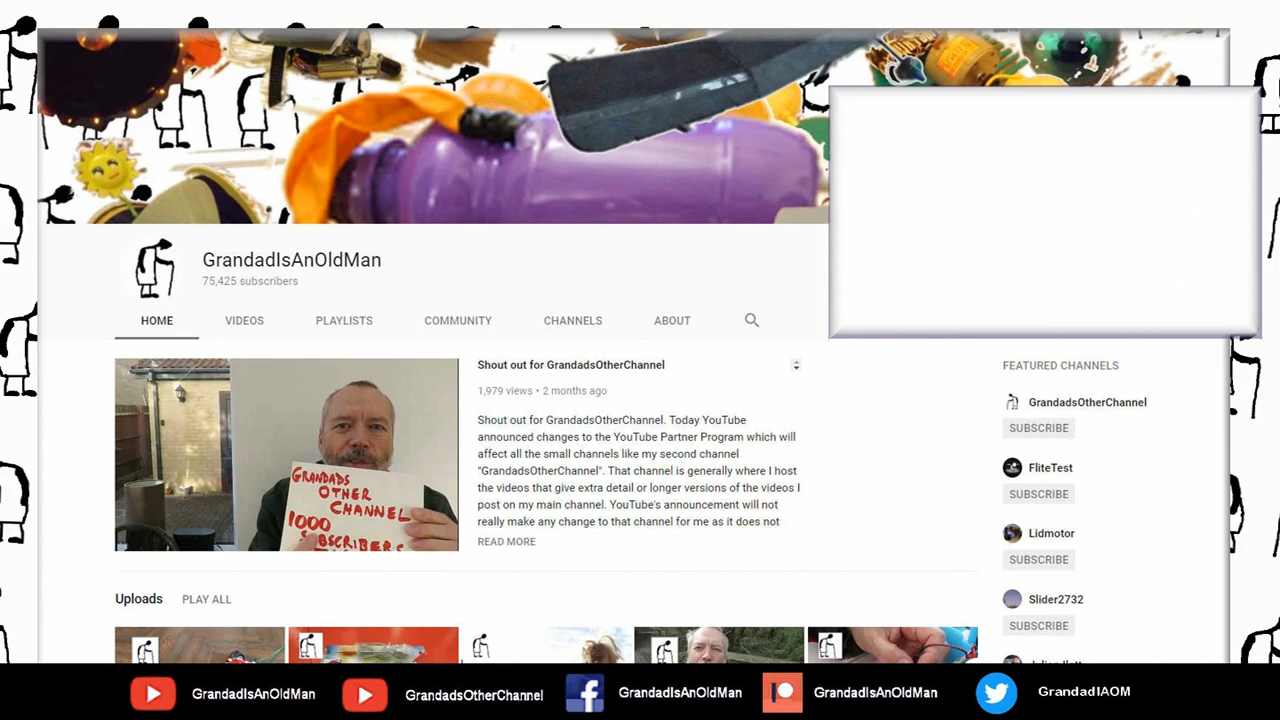 GrandadIsAnOldMan
75,425 subscribers
HOME VIDEOS PLAYLISTS COMMUNITY CHANNELS ABOUT
GRANDADS
OTHER
CHANNEL
1000
SUBSCRIBERS
Shout out for GrandadsOtherChannel
1,979 views • 2 months ago
Shout out for GrandadsOtherChannel. Today YouTube
announced changes to the YouTube Partner Program which will
affect all the small channels like my second channel
"GrandadsOtherChannel". That channel is generally where I host
the videos that give extra detail or longer versions of the videos I
post on my main channel. YouTube's announcement will not
really make any change to that channel for me as it does not
READ MORE
FEATURED CHANNELS
GrandadsOtherChannel
SUBSCRIBE
FliteTest
SUBSCRIBE
Lidmotor
SUBSCRIBE
Slider2732
SUBSCRIBE
Uploads PLAY ALL
GrandadIsAnOldMan GrandadsOtherChannel GrandadIsAnOldMan GrandadIsAnOldMan GrandadIAOM